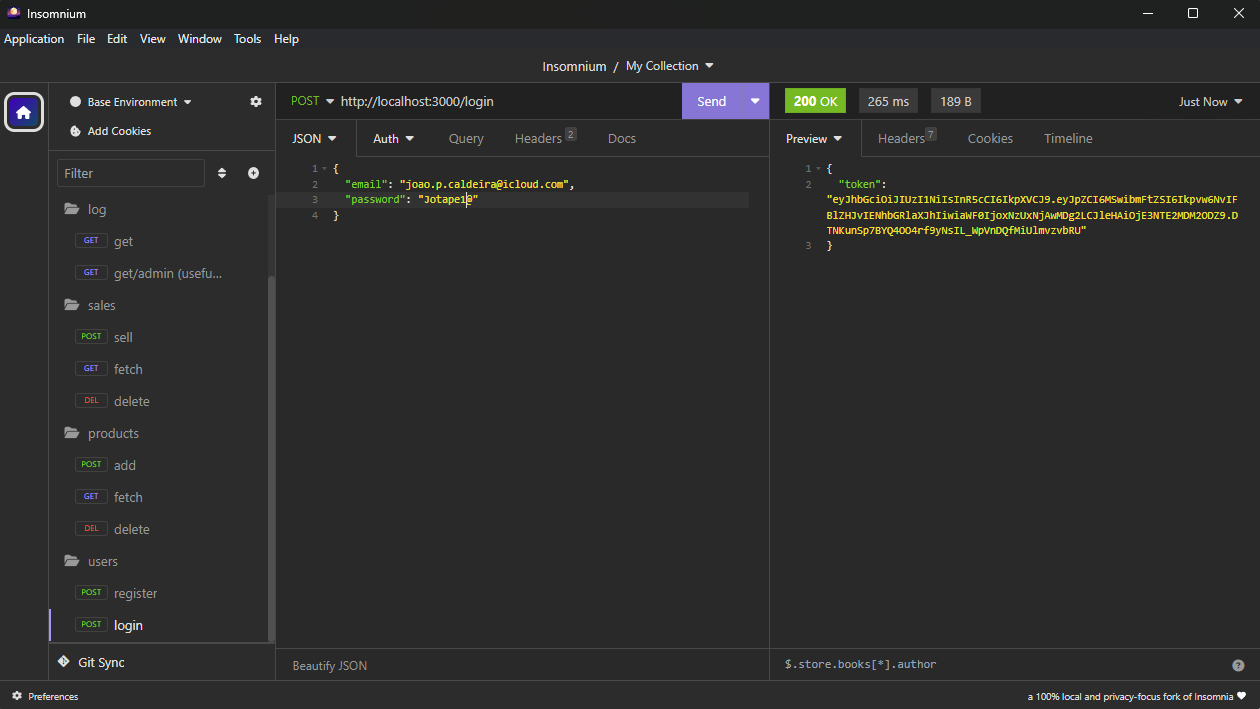 Insomnium
Application File Edit View Window Tools Help
Insomnium / My Collection
Base Environment
Add Cookies
Filter
log
GET get
GET get/admin (usefu...
sales
POST sell
GET fetch
DEL delete
products
POST add
GET fetch
DEL delete
users
POST register
POST login
Git Sync
POST http://localhost:3000/login Send
JSON Auth Query Headers 2 Docs
1 {
2 "email": "joao.p.caldeira@icloud.com",
3 "password": "Jotape1@"
4 }
Beautify JSON
200 OK 265 ms 189 B Just Now
Preview Headers 7 Cookies Timeline
1 {
2 "token":
"eyJhbGciOiJIUzI1NiIsInR5cCI6IkpXVCJ9.eyJpZCI6MSwibmFtZSI6Ikpvw6NvIF
BlZHJvIENhbGRlaXJhIiwiaWF0IjoxNzUxNjAwMDg2LCJleHAiOjE3NTE2MDM2ODZ9.D
TNKunSp7BYQ4OO4rf9yNsIL_WpVnDQfMiUlmvzvbRU"
3 }
$.store.books[*].author
Preferences
a 100% local and privacy-focus fork of Insomnia